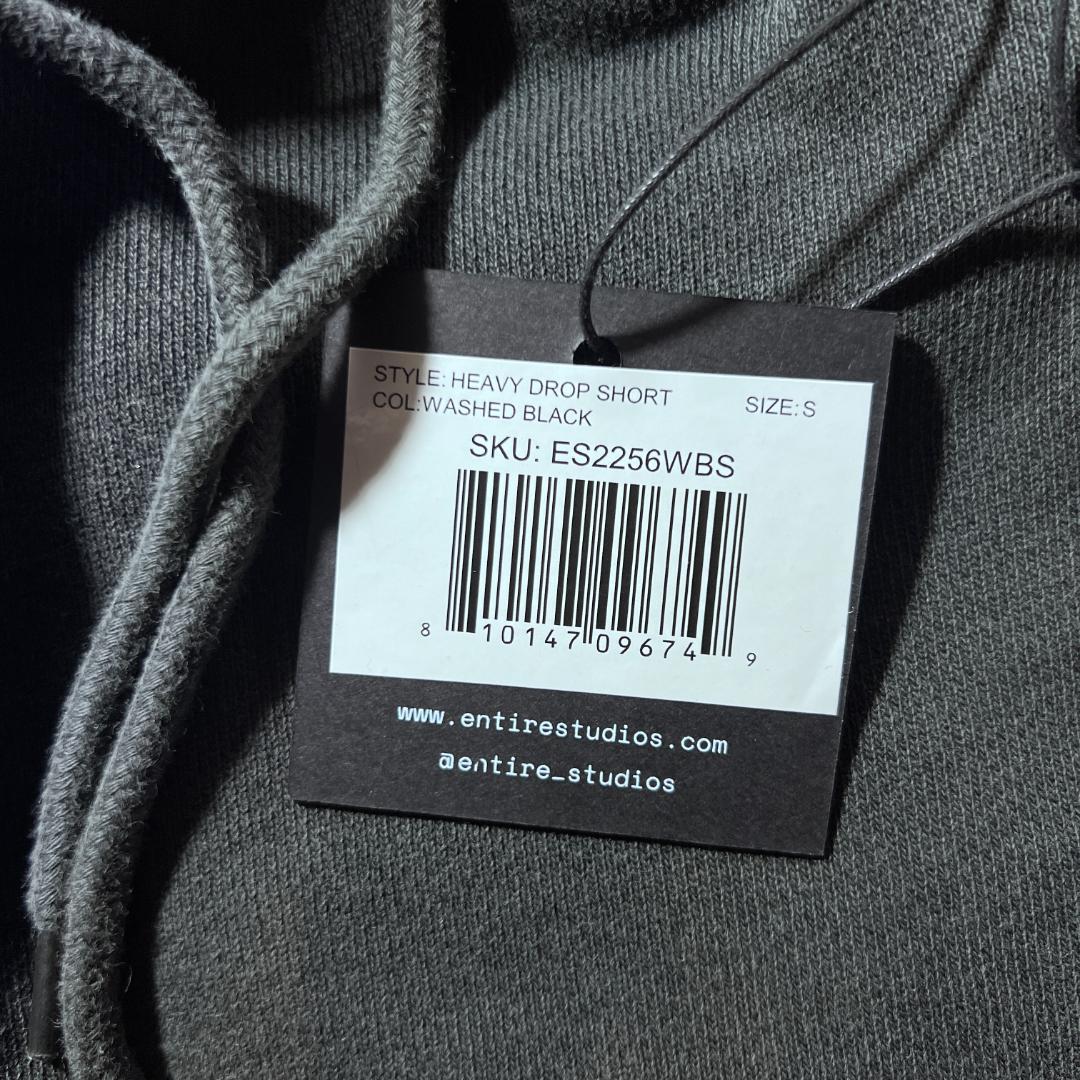 STYLE: HEAVY DROP SHORT
SIZE: S
COL:WASHED BLACK
SKU: ES2256WBS
8 10147 09674 9
www.entirestudios.com
@entire_studios